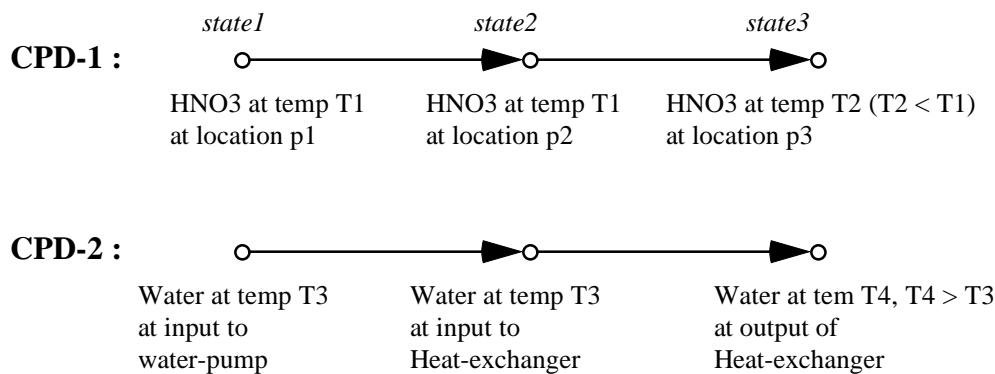 state1 state2 state3
CPD-1 :
HNO3 at temp T1 HNO3 at temp T1 HNO3 at temp T2 (T2 < T1)
at location p1 at location p2 at location p3
CPD-2 :
Water at temp T3 Water at temp T3 Water at tem T4, T4 > T3
at input to at input to at output of
water-pump Heat-exchanger Heat-exchanger